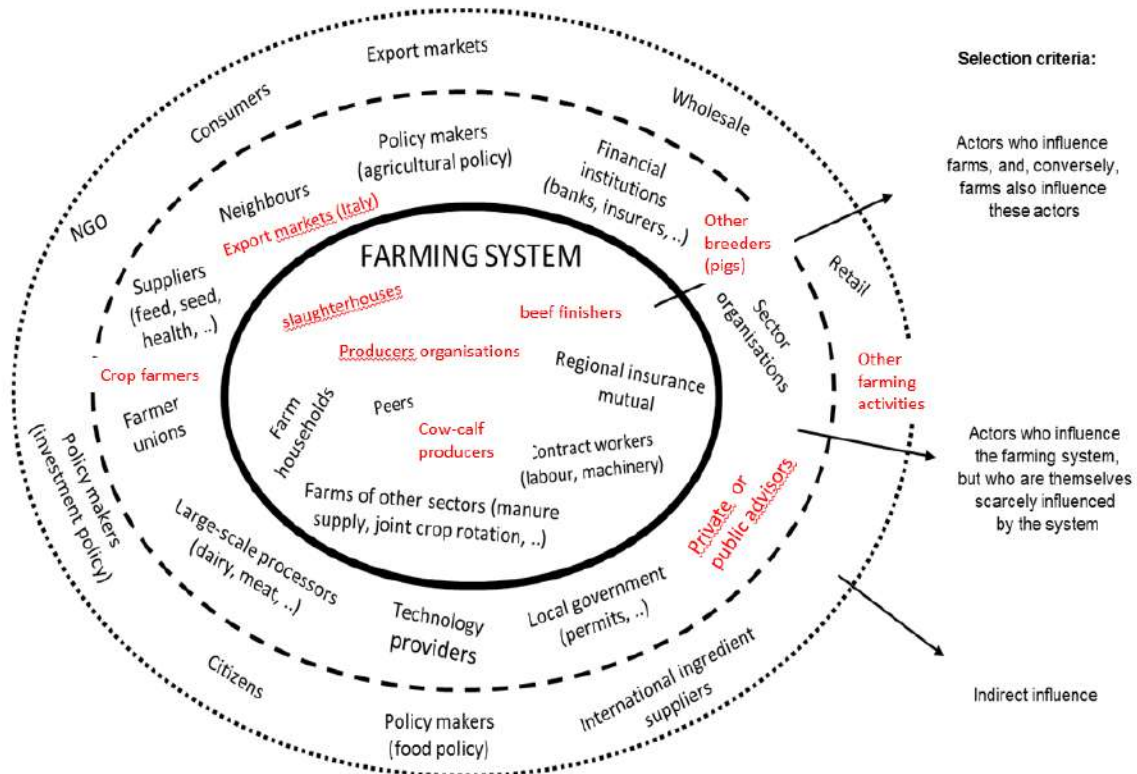 Export markets
Consumers
Wholesale
NGO
Retail
Other
farming
activities
Policy makers
(investment policy)
Citizens
Policy makers
(food policy)
International ingredient
suppliers
Policy makers
(agricultural policy)
Neighbours
Export markets (Italy)
Financial
institutions
(banks, insurers, ..)
Other
breeders
(pigs)
Suppliers
(feed, seed,
health, ..)
Sector
organisations
Crop farmers
Farmer
unions
Large-scale processors
(dairy, meat, ..)
Technology
providers
Local government
(permits, ..)
Private or
public advisors
FARMING SYSTEM
slaughterhouses
beef finishers
Producers organisations
Regional insurance
mutual
Farm
households
Peers
Cow-calf
producers
Contract workers
(labour, machinery)
Farms of other sectors (manure
supply, joint crop rotation, ..)
Selection criteria:
Actors who influence
farms, and, conversely,
farms also influence
these actors
Actors who influence
the farming system,
but who are themselves
scarcely influenced
by the system
Indirect influence